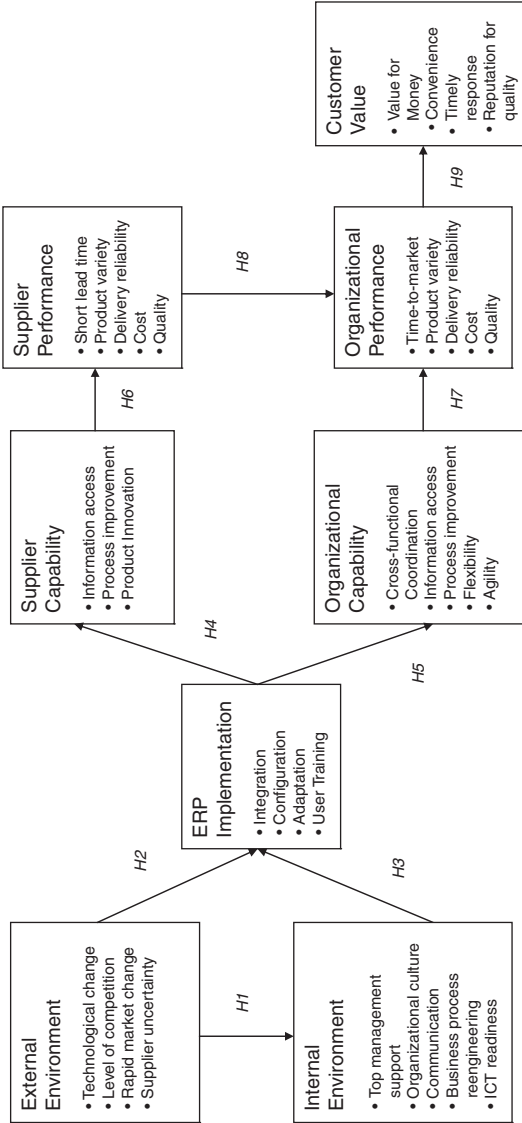 External
Environment
• Technological change
• Level of competition
• Rapid market change
• Supplier uncertainty
H1
Internal
Environment
• Top management
support
• Organizational culture
• Communication
• Business process
reengineering
• ICT readiness
H2
H3
ERP
Implementation
• Integration
• Configuration
• Adaptation
• User Training
H4
H5
Supplier
Capability
• Information access
• Process improvement
• Product Innovation
Organizational
Capability
• Cross-functional
Coordination
• Information access
• Process improvement
• Flexibility
• Agility
H6
H7
Supplier
Performance
• Short lead time
• Product variety
• Delivery reliability
• Cost
• Quality
H8
Organizational
Performance
• Time-to-market
• Product variety
• Delivery reliability
• Cost
• Quality
H9
Customer
Value
• Value for
Money
• Convenience
• Timely
response
• Reputation for
quality